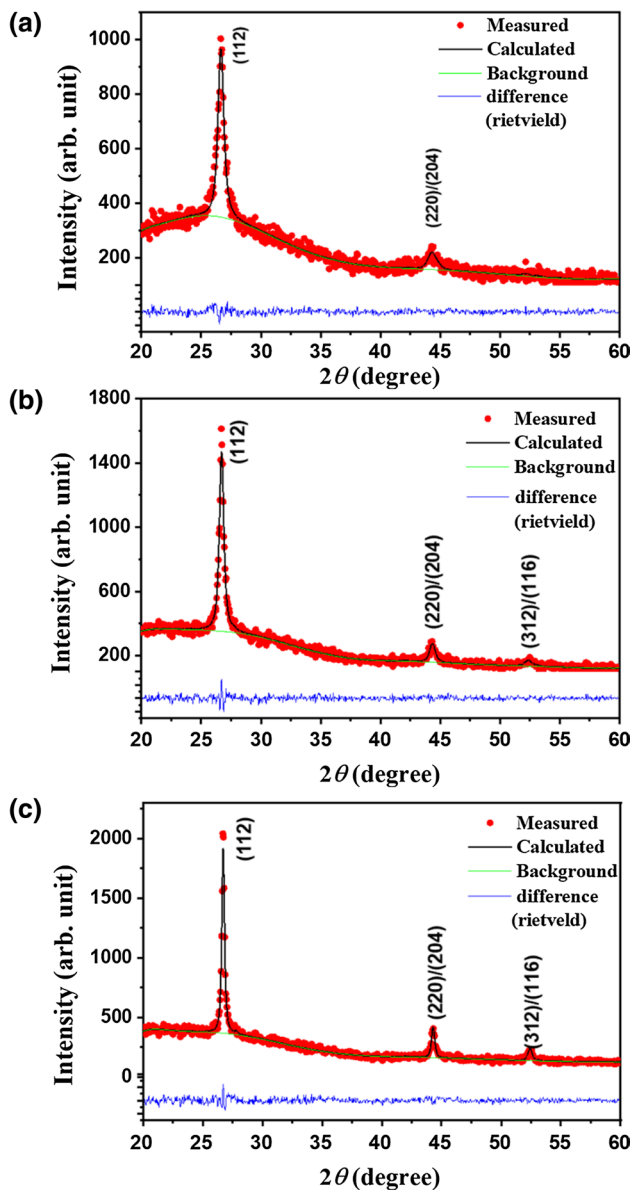 (a)
1000
800
600
400
200
Intensity (arb. unit)
(112)
(220)/(204)
Measured
Calculated
Background
difference
(rietvield)
20 25 30 35 40 45 50 55 60
2θ (degree)
(b)
1800
1400
1000
600
200
Intensity (arb. unit)
(112)
(220)/(204)
(312)/(116)
Measured
Calculated
Background
difference
(rietvield)
20 25 30 35 40 45 50 55 60
2θ (degree)
(c)
2000
1500
1000
500
0
Intensity (arb. unit)
(112)
(220)/(204)
(312)/(116)
Measured
Calculated
Background
difference
(rietveld)
20 25 30 35 40 45 50 55 60
2θ (degree)